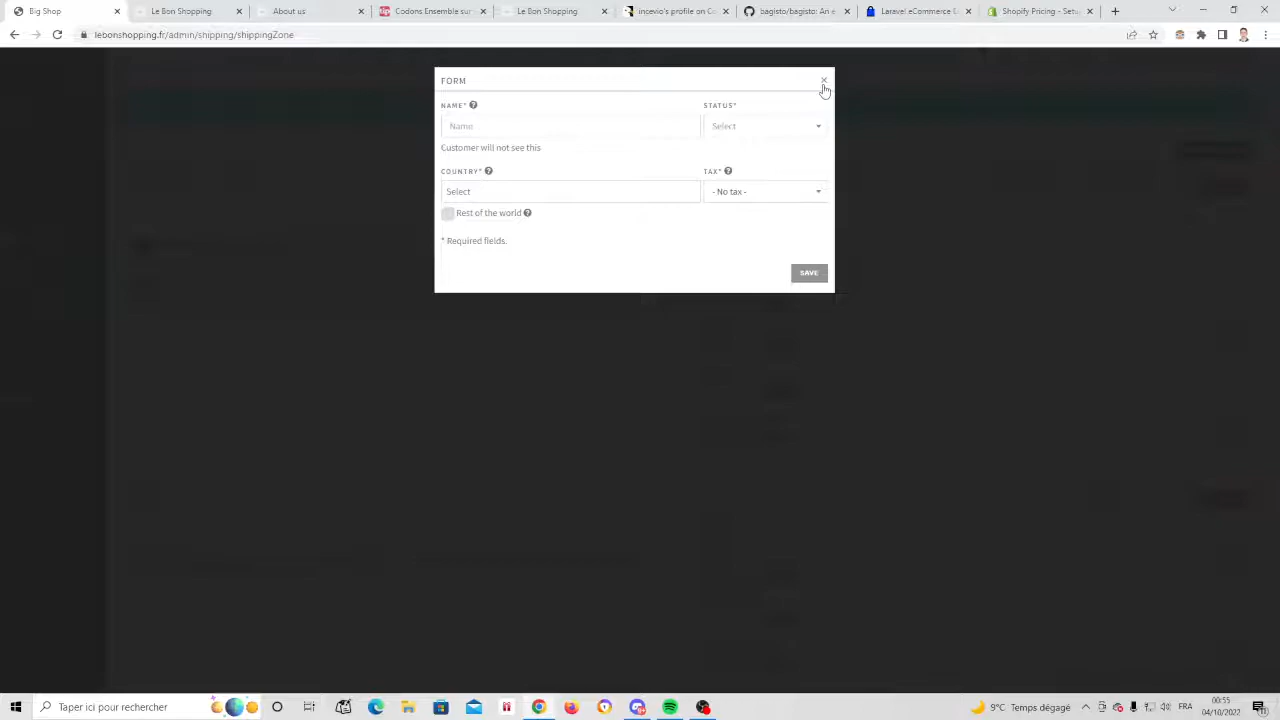 Big Shop
Le Bon Shopping
About us
Codons Ensemble sur
Le Bon Shopping
incevio's profile on Co
bagisto/bagisto: An e
Laravel eCommerce S
Shopify Pricing - Setu
lebonshopping.fr/admin/shipping/shippingZone
FORM
NAME*
STATUS*
Name
Select
Customer will not see this
COUNTRY*
TAX*
Select
- No tax -
Rest of the world
* Required fields.
SAVE
Taper ici pour rechercher
9°C Temps dégagé
FRA
00:55
04/10/2022